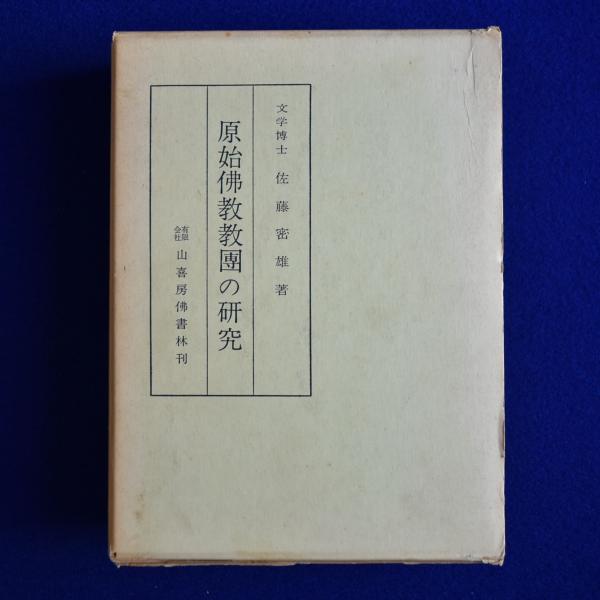 文学博士 佐藤密雄著
原始佛教教團の研究
有限会社 山喜房佛書林刊